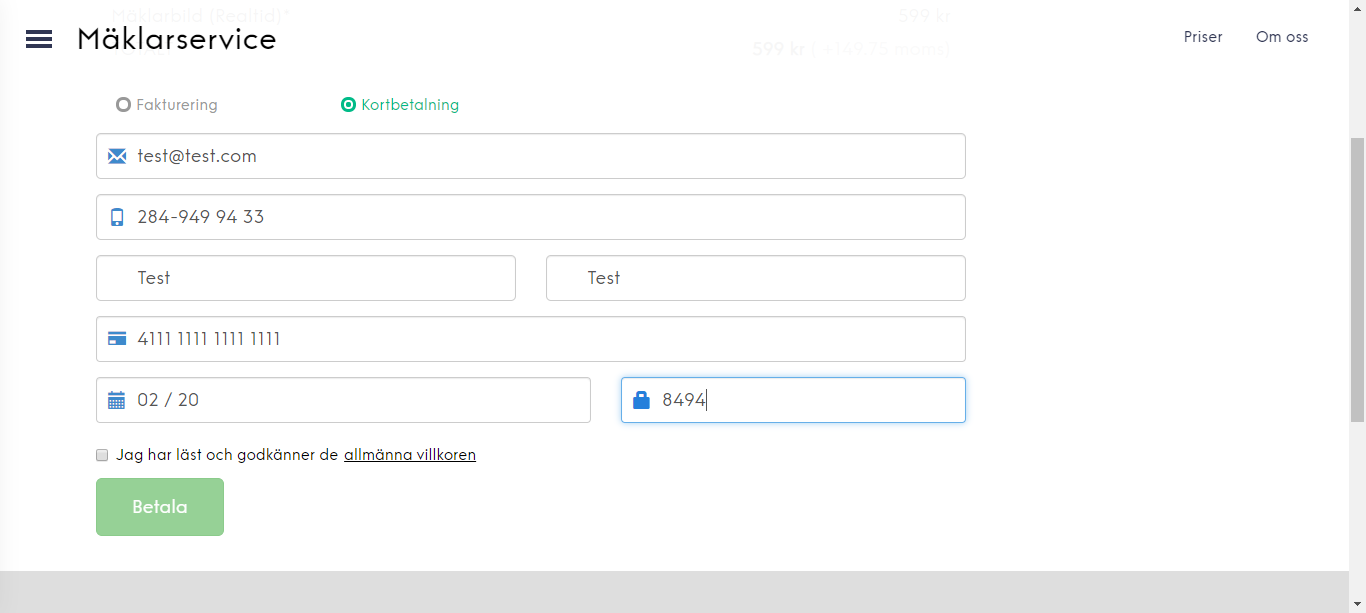 Mäklarbild (Realtid)* 599 kr
Mäklarservice Priser Om oss
599 kr ( +149.75 moms)
Fakturering Kortbetalning
test@test.com
284-949 94 33
Test Test
4111 1111 1111 1111
02 / 20 8494
Jag har läst och godkänner de allmänna villkoren
Betala